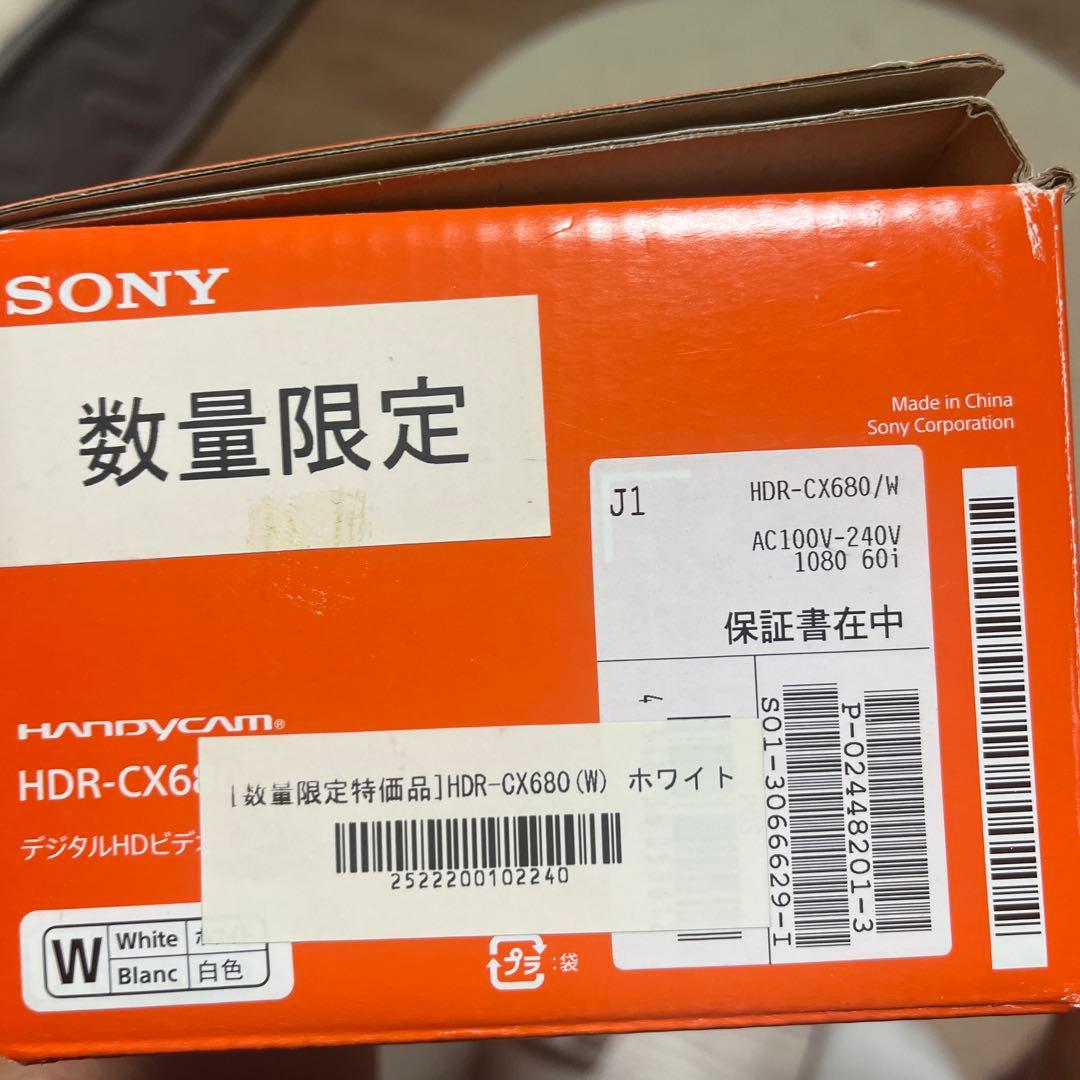 SONY
数量限定
Made in China
Sony Corporation
J1
HDR-CX680/W
AC100V-240V
1080 60i
保証書在中
4
S01-3066629-I
P-02448201-3
HANDYCAM®
HDR-CX68
デジタルHDビデオ
[数量限定特価品]HDR-CX680(W) ホワイト
2522200102240
W
White
Blanc
白色
プラ:袋